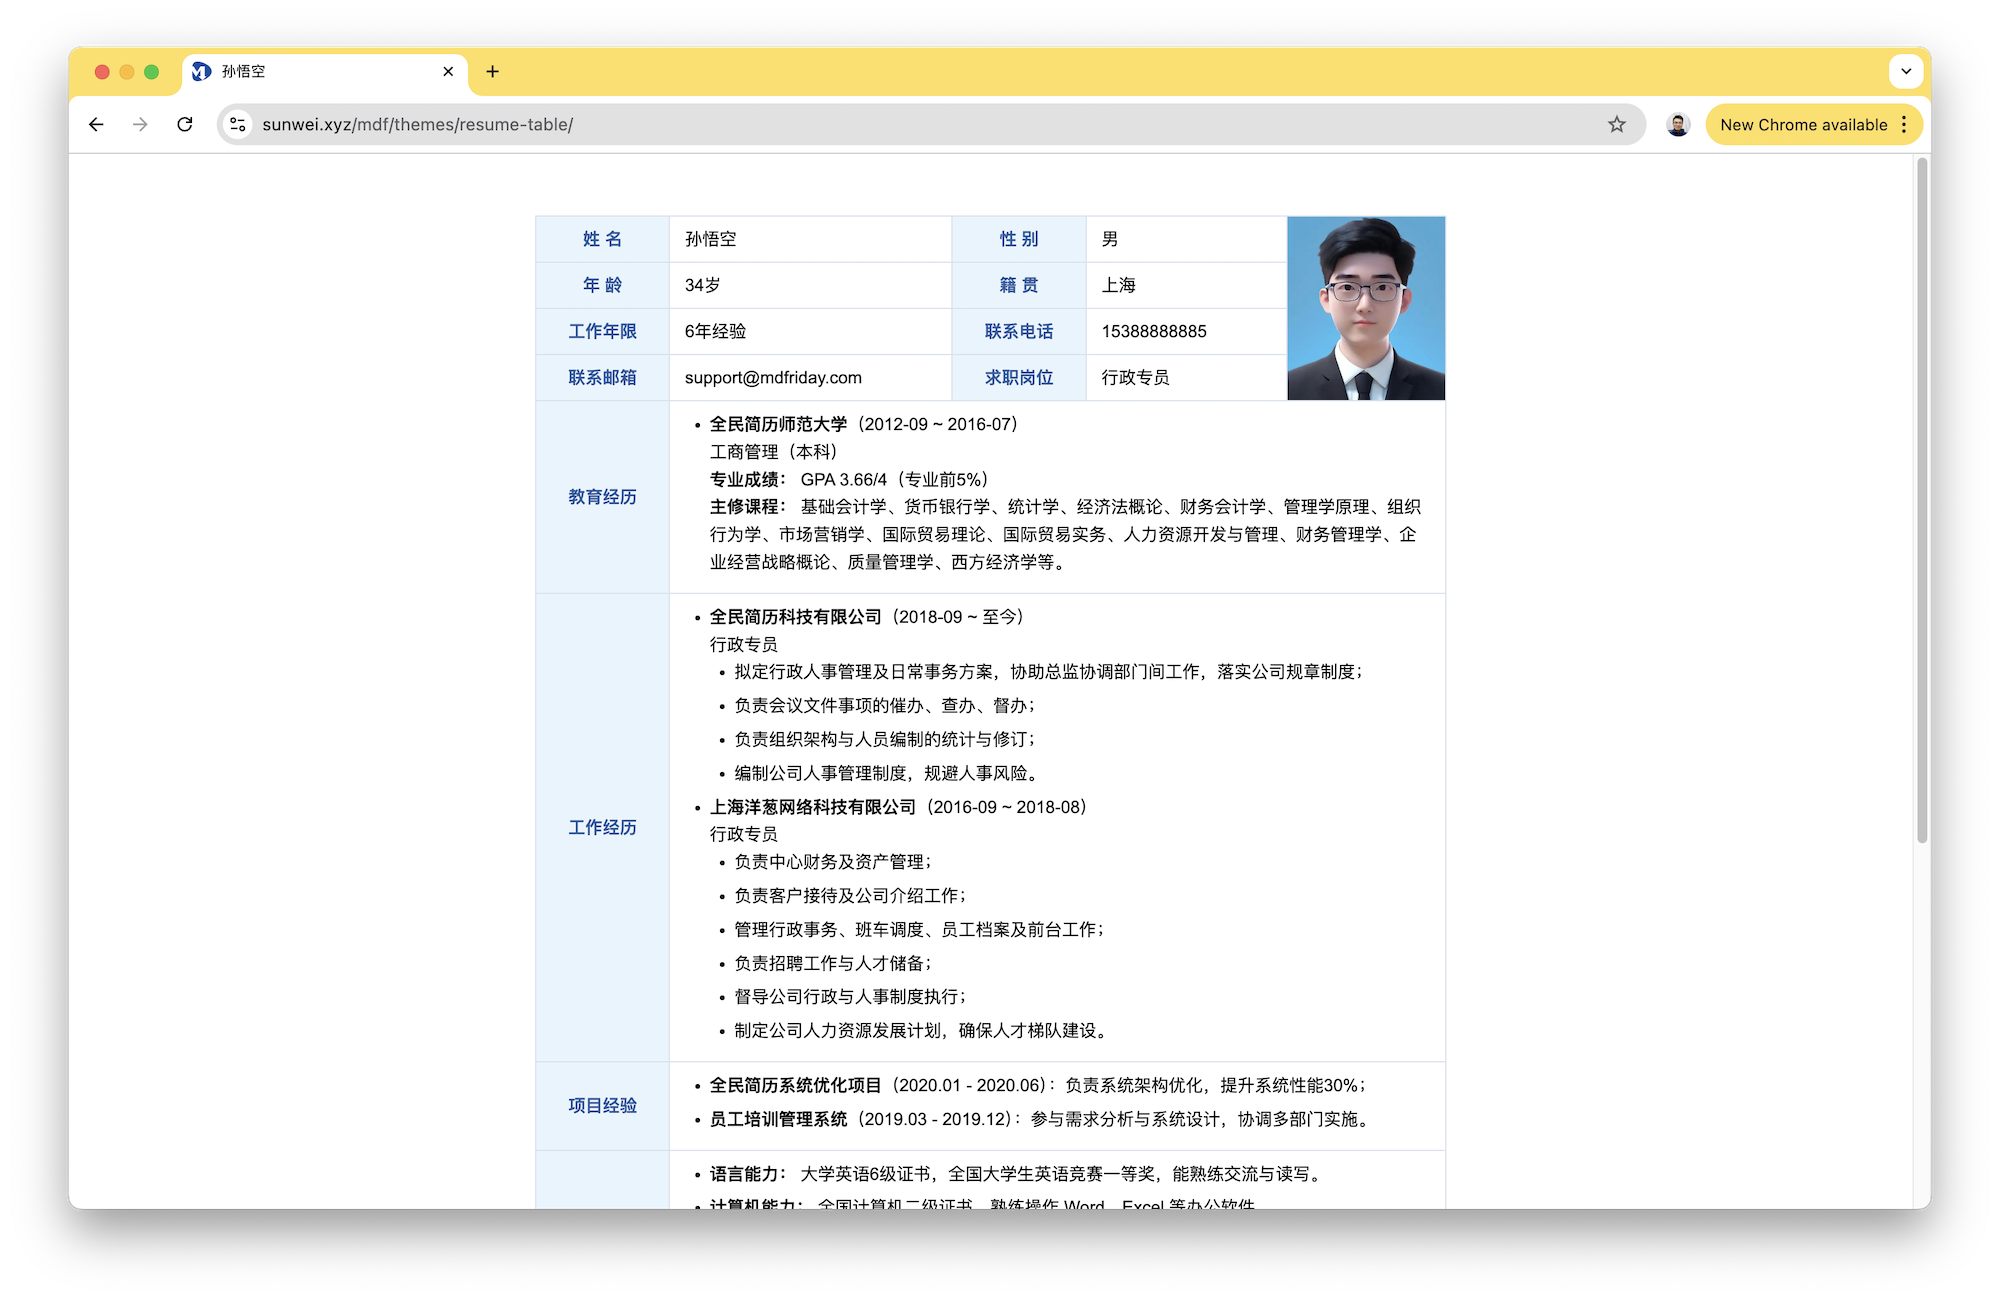 孙悟空
sunwei.xyz/mdf/themes/resume-table/
New Chrome available
姓 名 孙悟空 性 别 男
年 龄 34岁 籍 贯 上海
工作年限 6年经验 联系电话 15388888885
联系邮箱 support@mdfriday.com 求职岗位 行政专员
教育经历
• 全民简历师范大学（2012-09 ~ 2016-07）
工商管理（本科）
专业成绩： GPA 3.66/4（专业前5%）
主修课程： 基础会计学、货币银行学、统计学、经济法概论、财务会计学、管理学原理、组织
行为学、市场营销学、国际贸易理论、国际贸易实务、人力资源开发与管理、财务管理学、企
业经营战略概论、质量管理学、西方经济学等。
工作经历
• 全民简历科技有限公司（2018-09 ~ 至今）
行政专员
• 拟定行政人事管理及日常事务方案，协助总监协调部门间工作，落实公司规章制度；
• 负责会议文件事项的催办、查办、督办；
• 负责组织架构与人员编制的统计与修订；
• 编制公司人事管理制度，规避人事风险。
• 上海洋葱网络科技有限公司（2016-09 ~ 2018-08）
行政专员
• 负责中心财务及资产管理；
• 负责客户接待及公司介绍工作；
• 管理行政事务、班车调度、员工档案及前台工作；
• 负责招聘工作与人才储备；
• 督导公司行政与人事制度执行；
• 制定公司人力资源发展计划，确保人才梯队建设。
项目经验
• 全民简历系统优化项目（2020.01 - 2020.06）：负责系统架构优化，提升系统性能30%；
• 员工培训管理系统（2019.03 - 2019.12）：参与需求分析与系统设计，协调多部门实施。
• 语言能力： 大学英语6级证书，全国大学生英语竞赛一等奖，能熟练交流与读写。
• 计算机能力： 全国计算机二级证书，熟练操作 Word、Excel 等办公软件